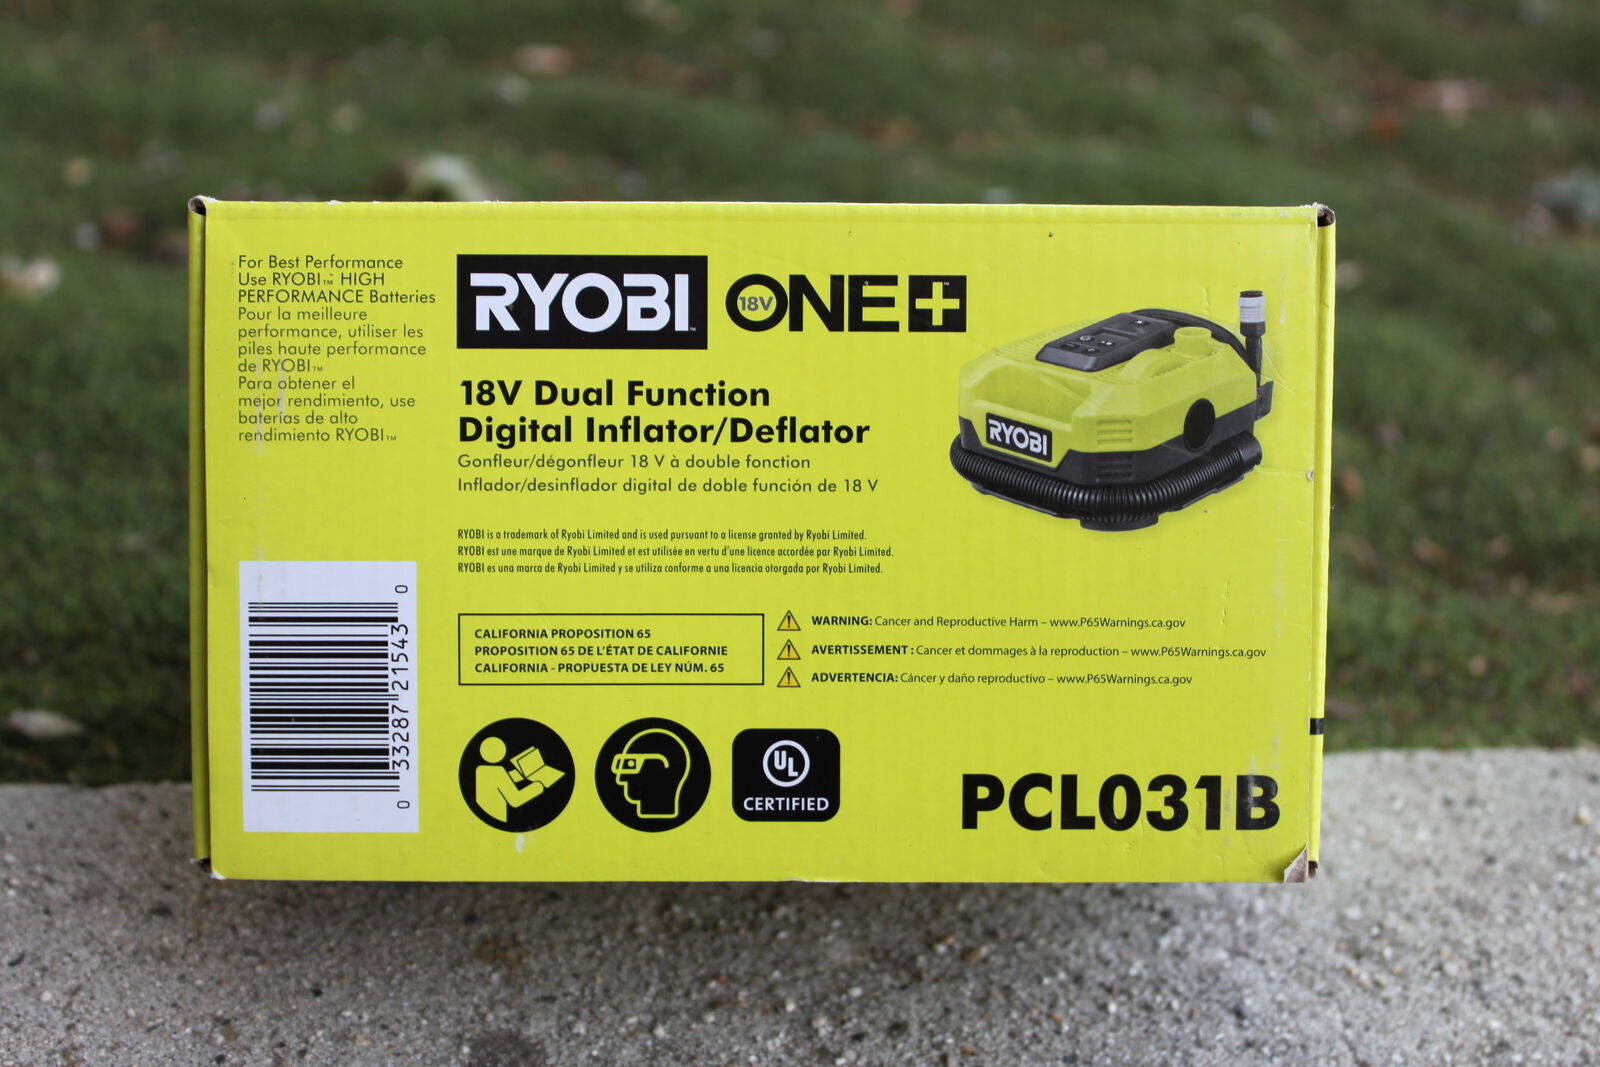 For Best Performance
Use RYOBI™ HIGH
PERFORMANCE Batteries
Pour la meilleure
performance, utiliser les
piles haute performance
de RYOBI™
Para obtener el
mejor rendimiento, use
baterías de alto
rendimiento RYOBI™
RYOBI™ 18V ONE+™
18V Dual Function
Digital Inflator/Deflator
Gonfleur/dégonfleur 18 V à double fonction
Inflador/desinflador digital de doble función de 18 V
RYOBI
RYOBI is a trademark of Ryobi Limited and is used pursuant to a license granted by Ryobi Limited.
RYOBI est une marque de Ryobi Limited et est utilisée en vertu d'une licence accordée par Ryobi Limited.
RYOBI es una marca de Ryobi Limited y se utiliza conforme a una licencia otorgada por Ryobi Limited.
CALIFORNIA PROPOSITION 65
PROPOSITION 65 DE L'ÉTAT DE CALIFORNIE
CALIFORNIA - PROPUESTA DE LEY NÚM. 65
WARNING: Cancer and Reproductive Harm – www.P65Warnings.ca.gov
AVERTISSEMENT : Cancer et dommages à la reproduction – www.P65Warnings.ca.gov
ADVERTENCIA: Cáncer y daño reproductivo – www.P65Warnings.ca.gov
0 33287 21543 0
UL
CERTIFIED
PCL031B